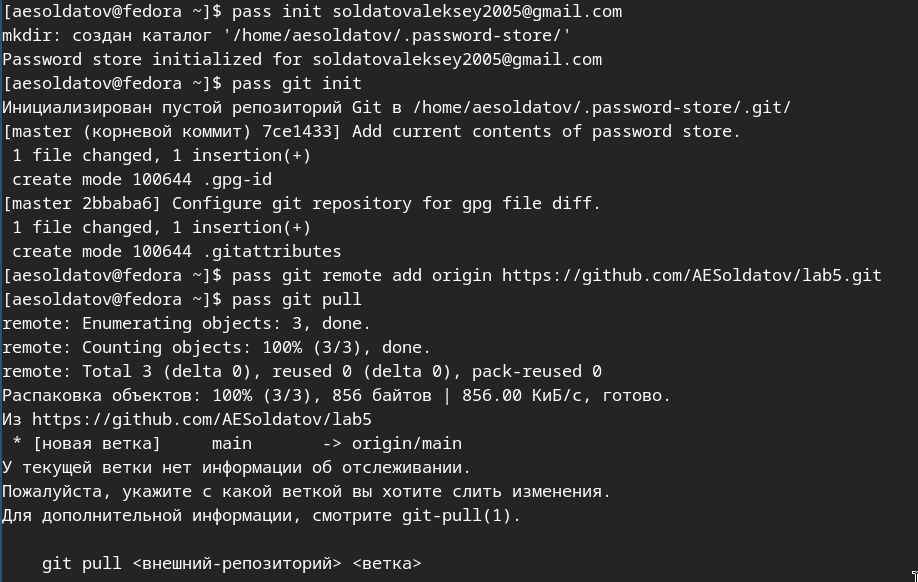 [aesoldatov@fedora ~]$ pass init soldatovaleksey2005@gmail.com
mkdir: создан каталог '/home/aesoldatov/.password-store/'
Password store initialized for soldatovaleksey2005@gmail.com
[aesoldatov@fedora ~]$ pass git init
Инициализирован пустой репозиторий Git в /home/aesoldatov/.password-store/.git/
[master (корневой коммит) 7ce1433] Add current contents of password store.
 1 file changed, 1 insertion(+)
 create mode 100644 .gpg-id
[master 2bbaba6] Configure git repository for gpg file diff.
 1 file changed, 1 insertion(+)
 create mode 100644 .gitattributes
[aesoldatov@fedora ~]$ pass git remote add origin https://github.com/AESoldatov/lab5.git
[aesoldatov@fedora ~]$ pass git pull
remote: Enumerating objects: 3, done.
remote: Counting objects: 100% (3/3), done.
remote: Total 3 (delta 0), reused 0 (delta 0), pack-reused 0
Распаковка объектов: 100% (3/3), 856 байтов | 856.00 КиБ/с, готово.
Из https://github.com/AESoldatov/lab5
 * [новая ветка]     main       -> origin/main
У текущей ветки нет информации об отслеживании.
Пожалуйста, укажите с какой веткой вы хотите слить изменения.
Для дополнительной информации, смотрите git-pull(1).
    git pull <внешний-репозиторий> <ветка>